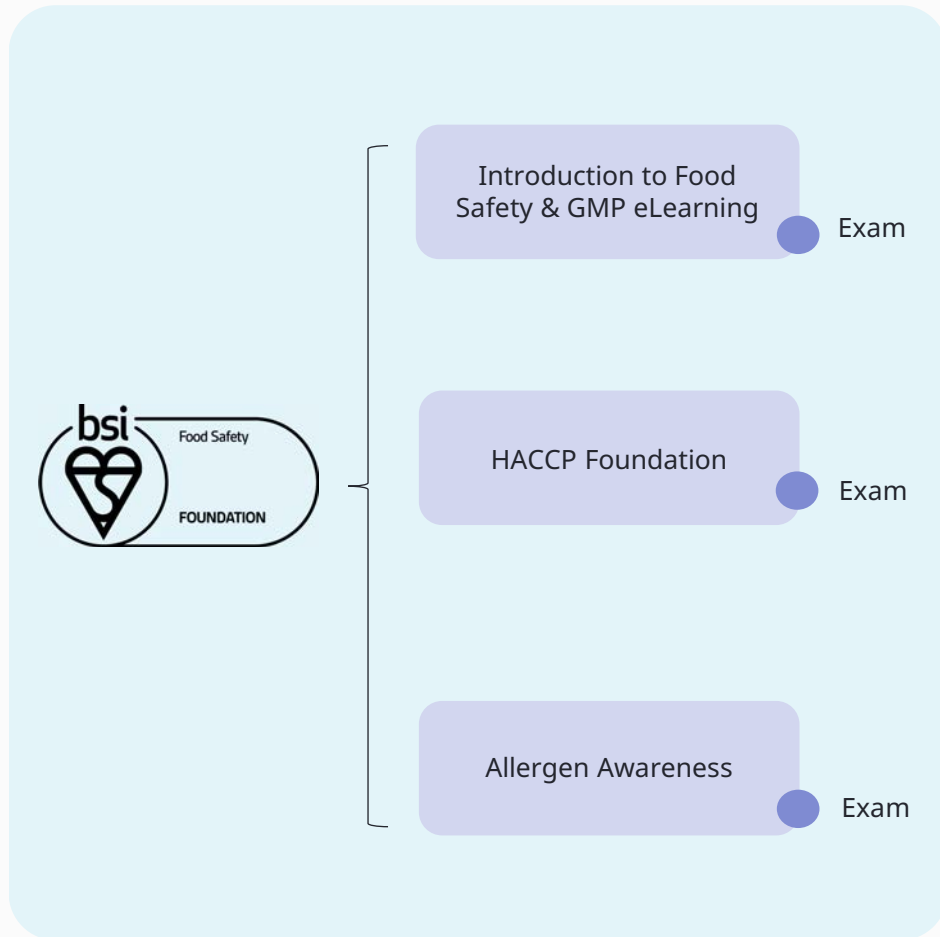 bsi
Food Safety
FOUNDATION
Introduction to Food
Safety & GMP eLearning
Exam
HACCP Foundation
Exam
Allergen Awareness
Exam